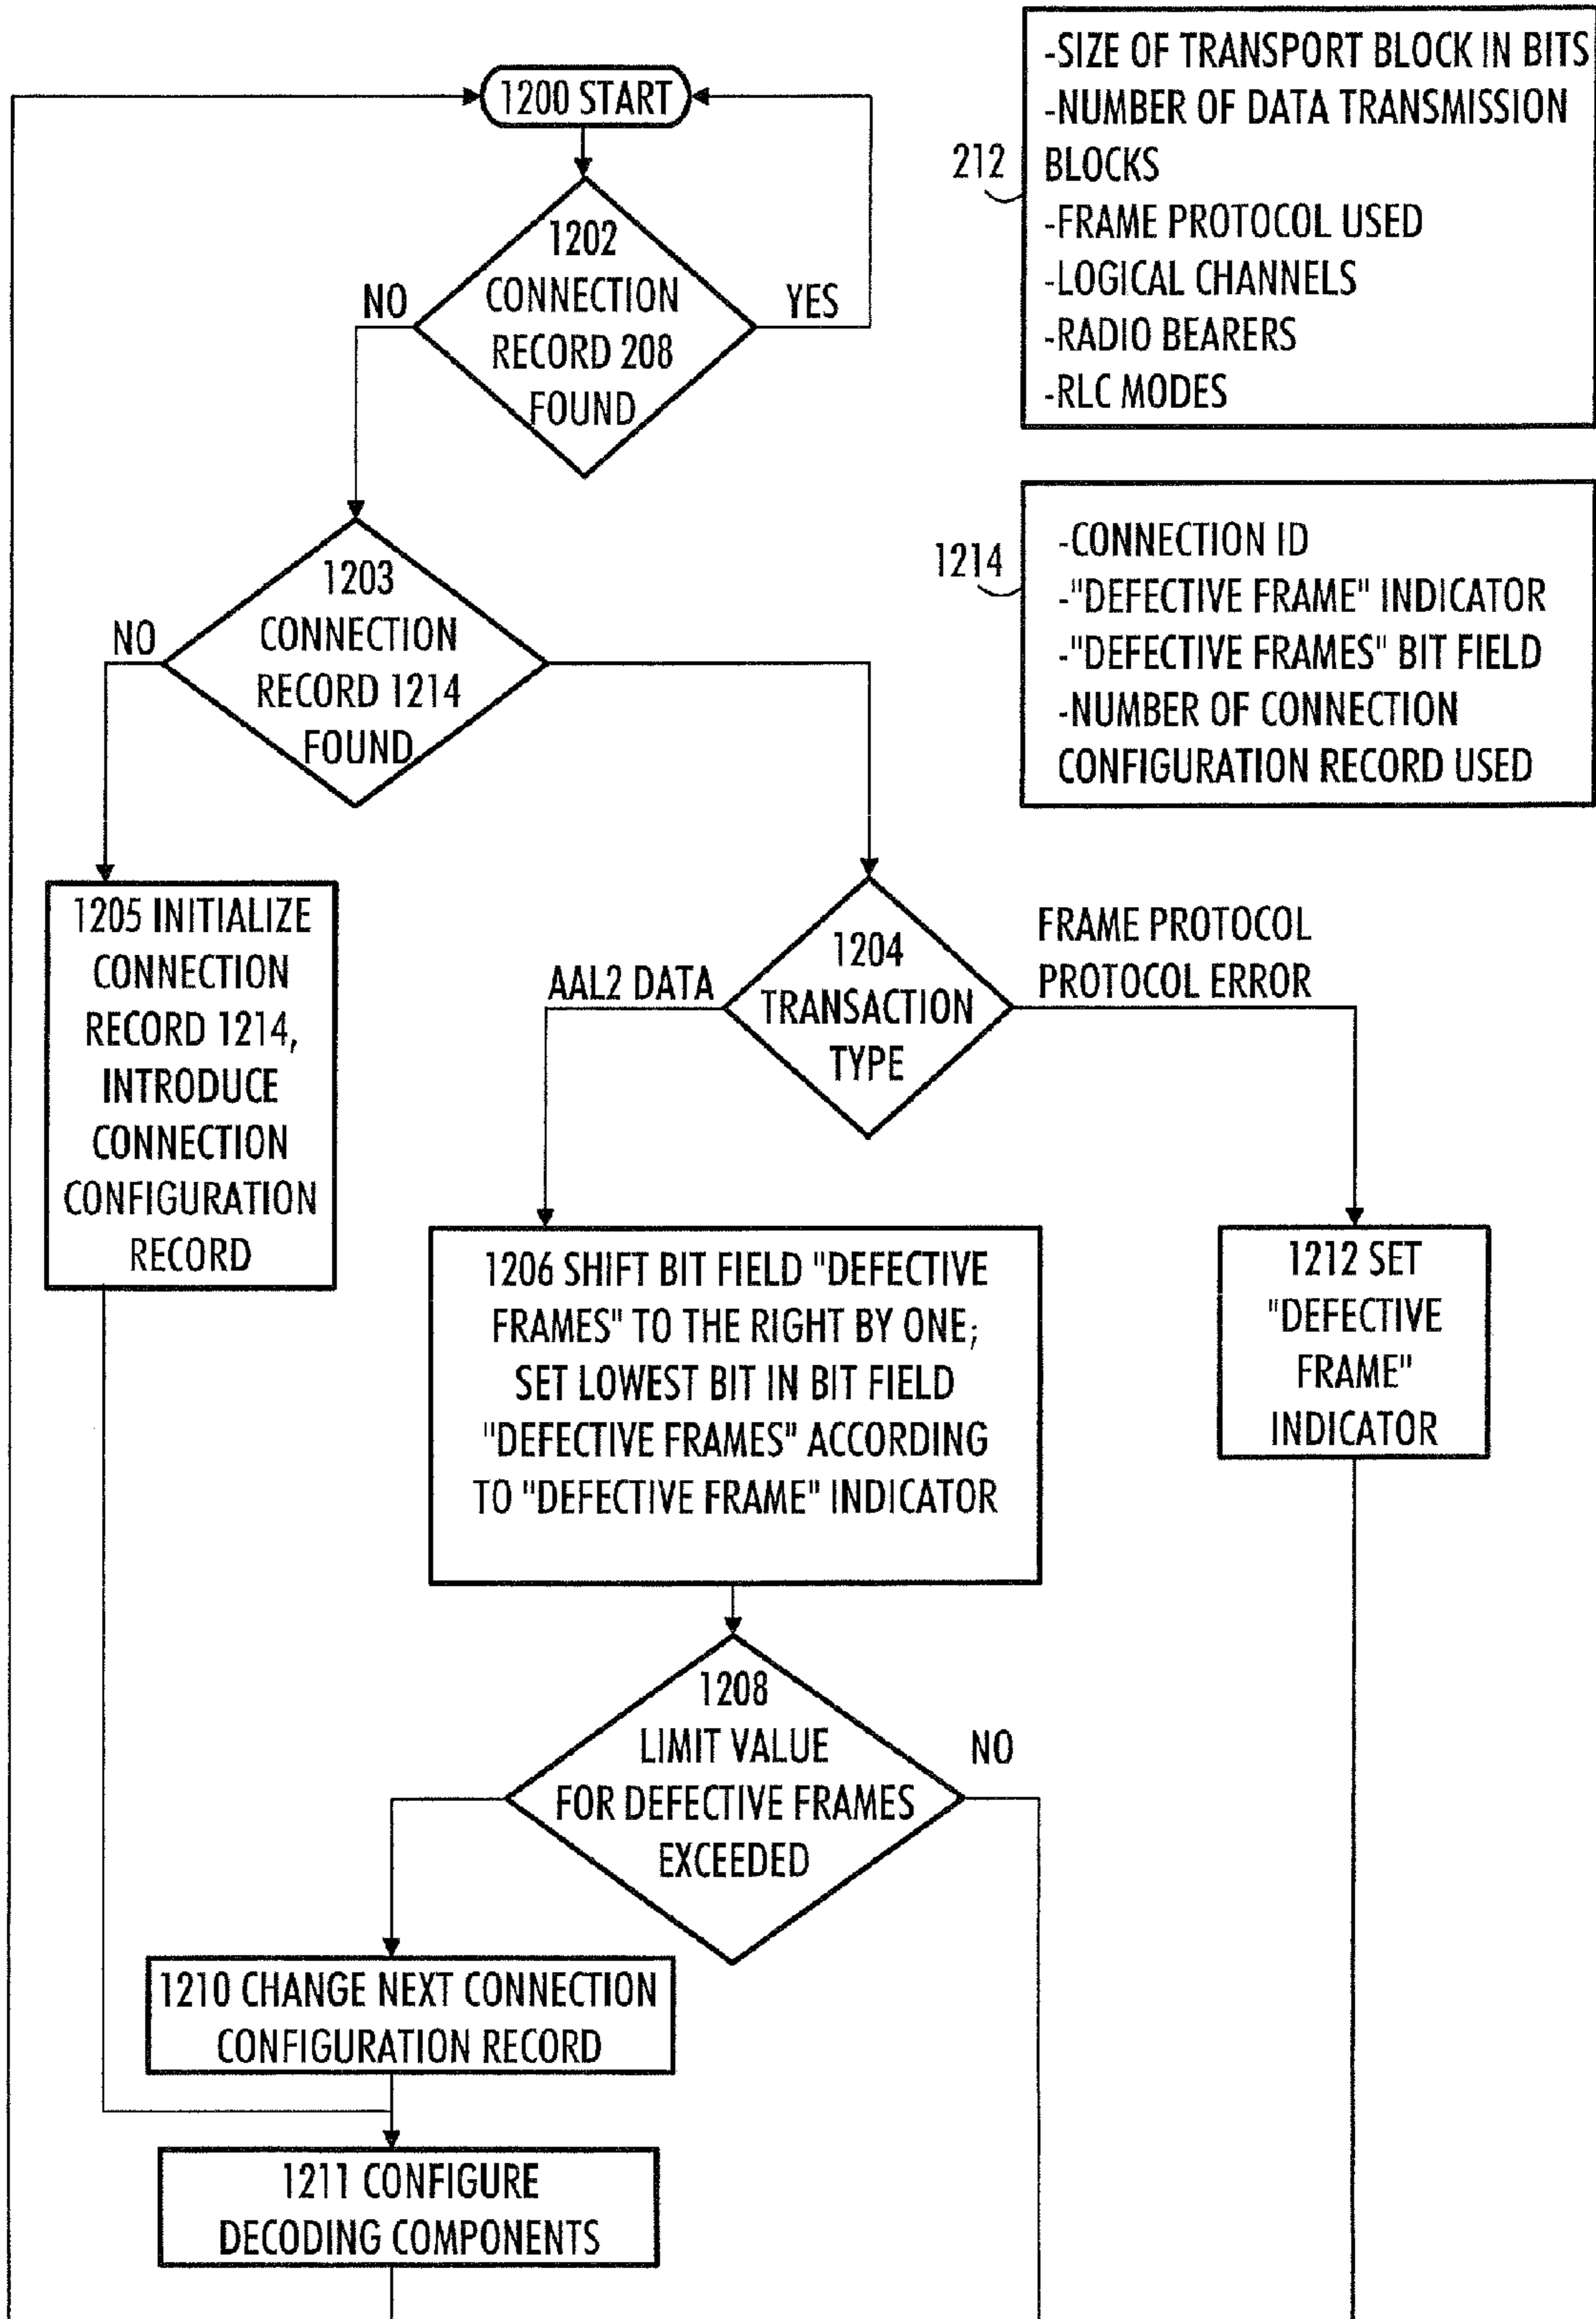 1200 START
1202
CONNECTION
RECORD 208
FOUND
NO
YES
212
-SIZE OF TRANSPORT BLOCK IN BITS
-NUMBER OF DATA TRANSMISSION
BLOCKS
-FRAME PROTOCOL USED
-LOGICAL CHANNELS
-RADIO BEARERS
-RLC MODES
1203
CONNECTION
RECORD 1214
FOUND
NO
1214
-CONNECTION ID
-"DEFECTIVE FRAME" INDICATOR
-"DEFECTIVE FRAMES" BIT FIELD
-NUMBER OF CONNECTION
CONFIGURATION RECORD USED
1205 INITIALIZE
CONNECTION
RECORD 1214,
INTRODUCE
CONNECTION
CONFIGURATION
RECORD
1204
TRANSACTION
TYPE
AAL2 DATA
FRAME PROTOCOL
PROTOCOL ERROR
1206 SHIFT BIT FIELD "DEFECTIVE
FRAMES" TO THE RIGHT BY ONE;
SET LOWEST BIT IN BIT FIELD
"DEFECTIVE FRAMES" ACCORDING
TO "DEFECTIVE FRAME" INDICATOR
1212 SET
"DEFECTIVE
FRAME"
INDICATOR
1208
LIMIT VALUE
FOR DEFECTIVE FRAMES
EXCEEDED
NO
1210 CHANGE NEXT CONNECTION
CONFIGURATION RECORD
1211 CONFIGURE
DECODING COMPONENTS